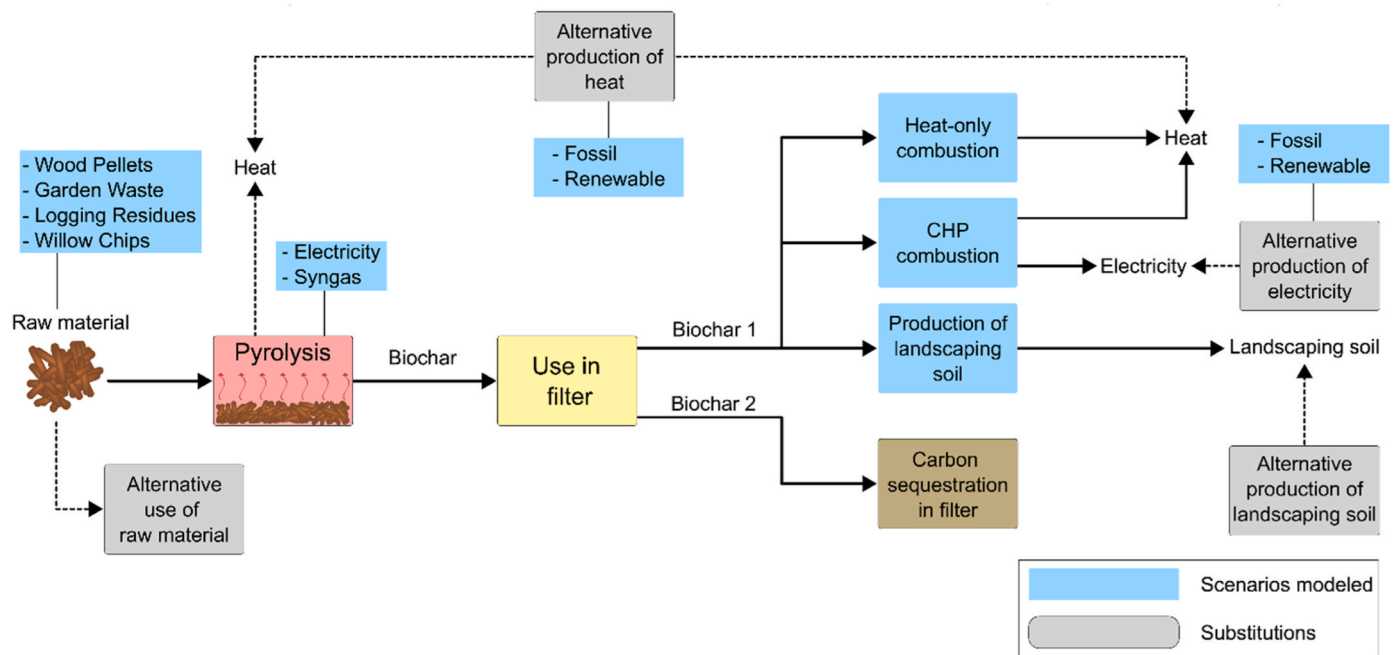 Alternative
production of
heat
- Fossil
- Renewable
Heat
- Wood Pellets
- Garden Waste
- Logging Residues
- Willow Chips
- Electricity
- Syngas
Raw material
Pyrolysis
Biochar
Use in
filter
Biochar 1
Biochar 2
Alternative
use of
raw material
Heat-only
combustion
Heat
CHP
combustion
Electricity
- Fossil
- Renewable
Alternative
production of
electricity
Production of
landscaping
soil
Landscaping soil
Carbon
sequestration
in filter
Alternative
production of
landscaping soil
Scenarios modeled
Substitutions